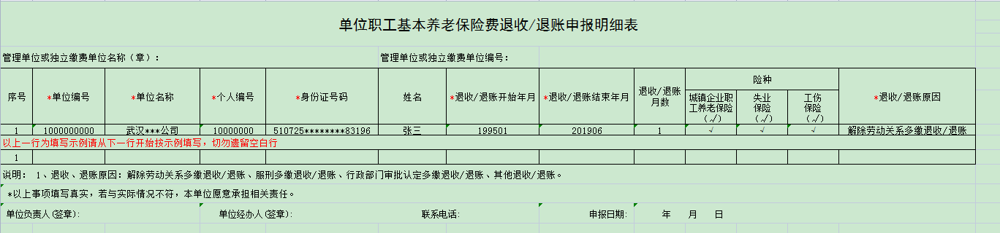 单位职工基本养老保险费退收/退账申报明细表
管理单位或独立缴费单位名称（章）：　管理单位或独立缴费单位编号：
序号　*单位编号　*单位名称　*个人编号　*身份证号码　姓名　*退收/退账开始年月　*退收/退账结束年月　退收/退账月数　险种　*退收/退账原因
城镇企业职工养老保险（√）　失业保险（√）　工伤保险（√）
1　1000000000　武汉***公司　10000000　510725********83196　张三　199501　201906　1　√　√　√　解除劳动关系多缴退收/退账
以上一行为填写示例请从下一行开始按示例填写，切勿遗留空白行
1
说明： 1、退收、退账原因：解除劳动关系多缴退收/退账、服刑多缴退收/退账、行政部门审批认定多缴退收/退账、其他退收/退账。
*以上事项填写真实，若与实际情况不符，本单位愿意承担相关责任。
单位负责人(签章):　单位经办人(签章):　联系电话:　申报日期:　年　月　日